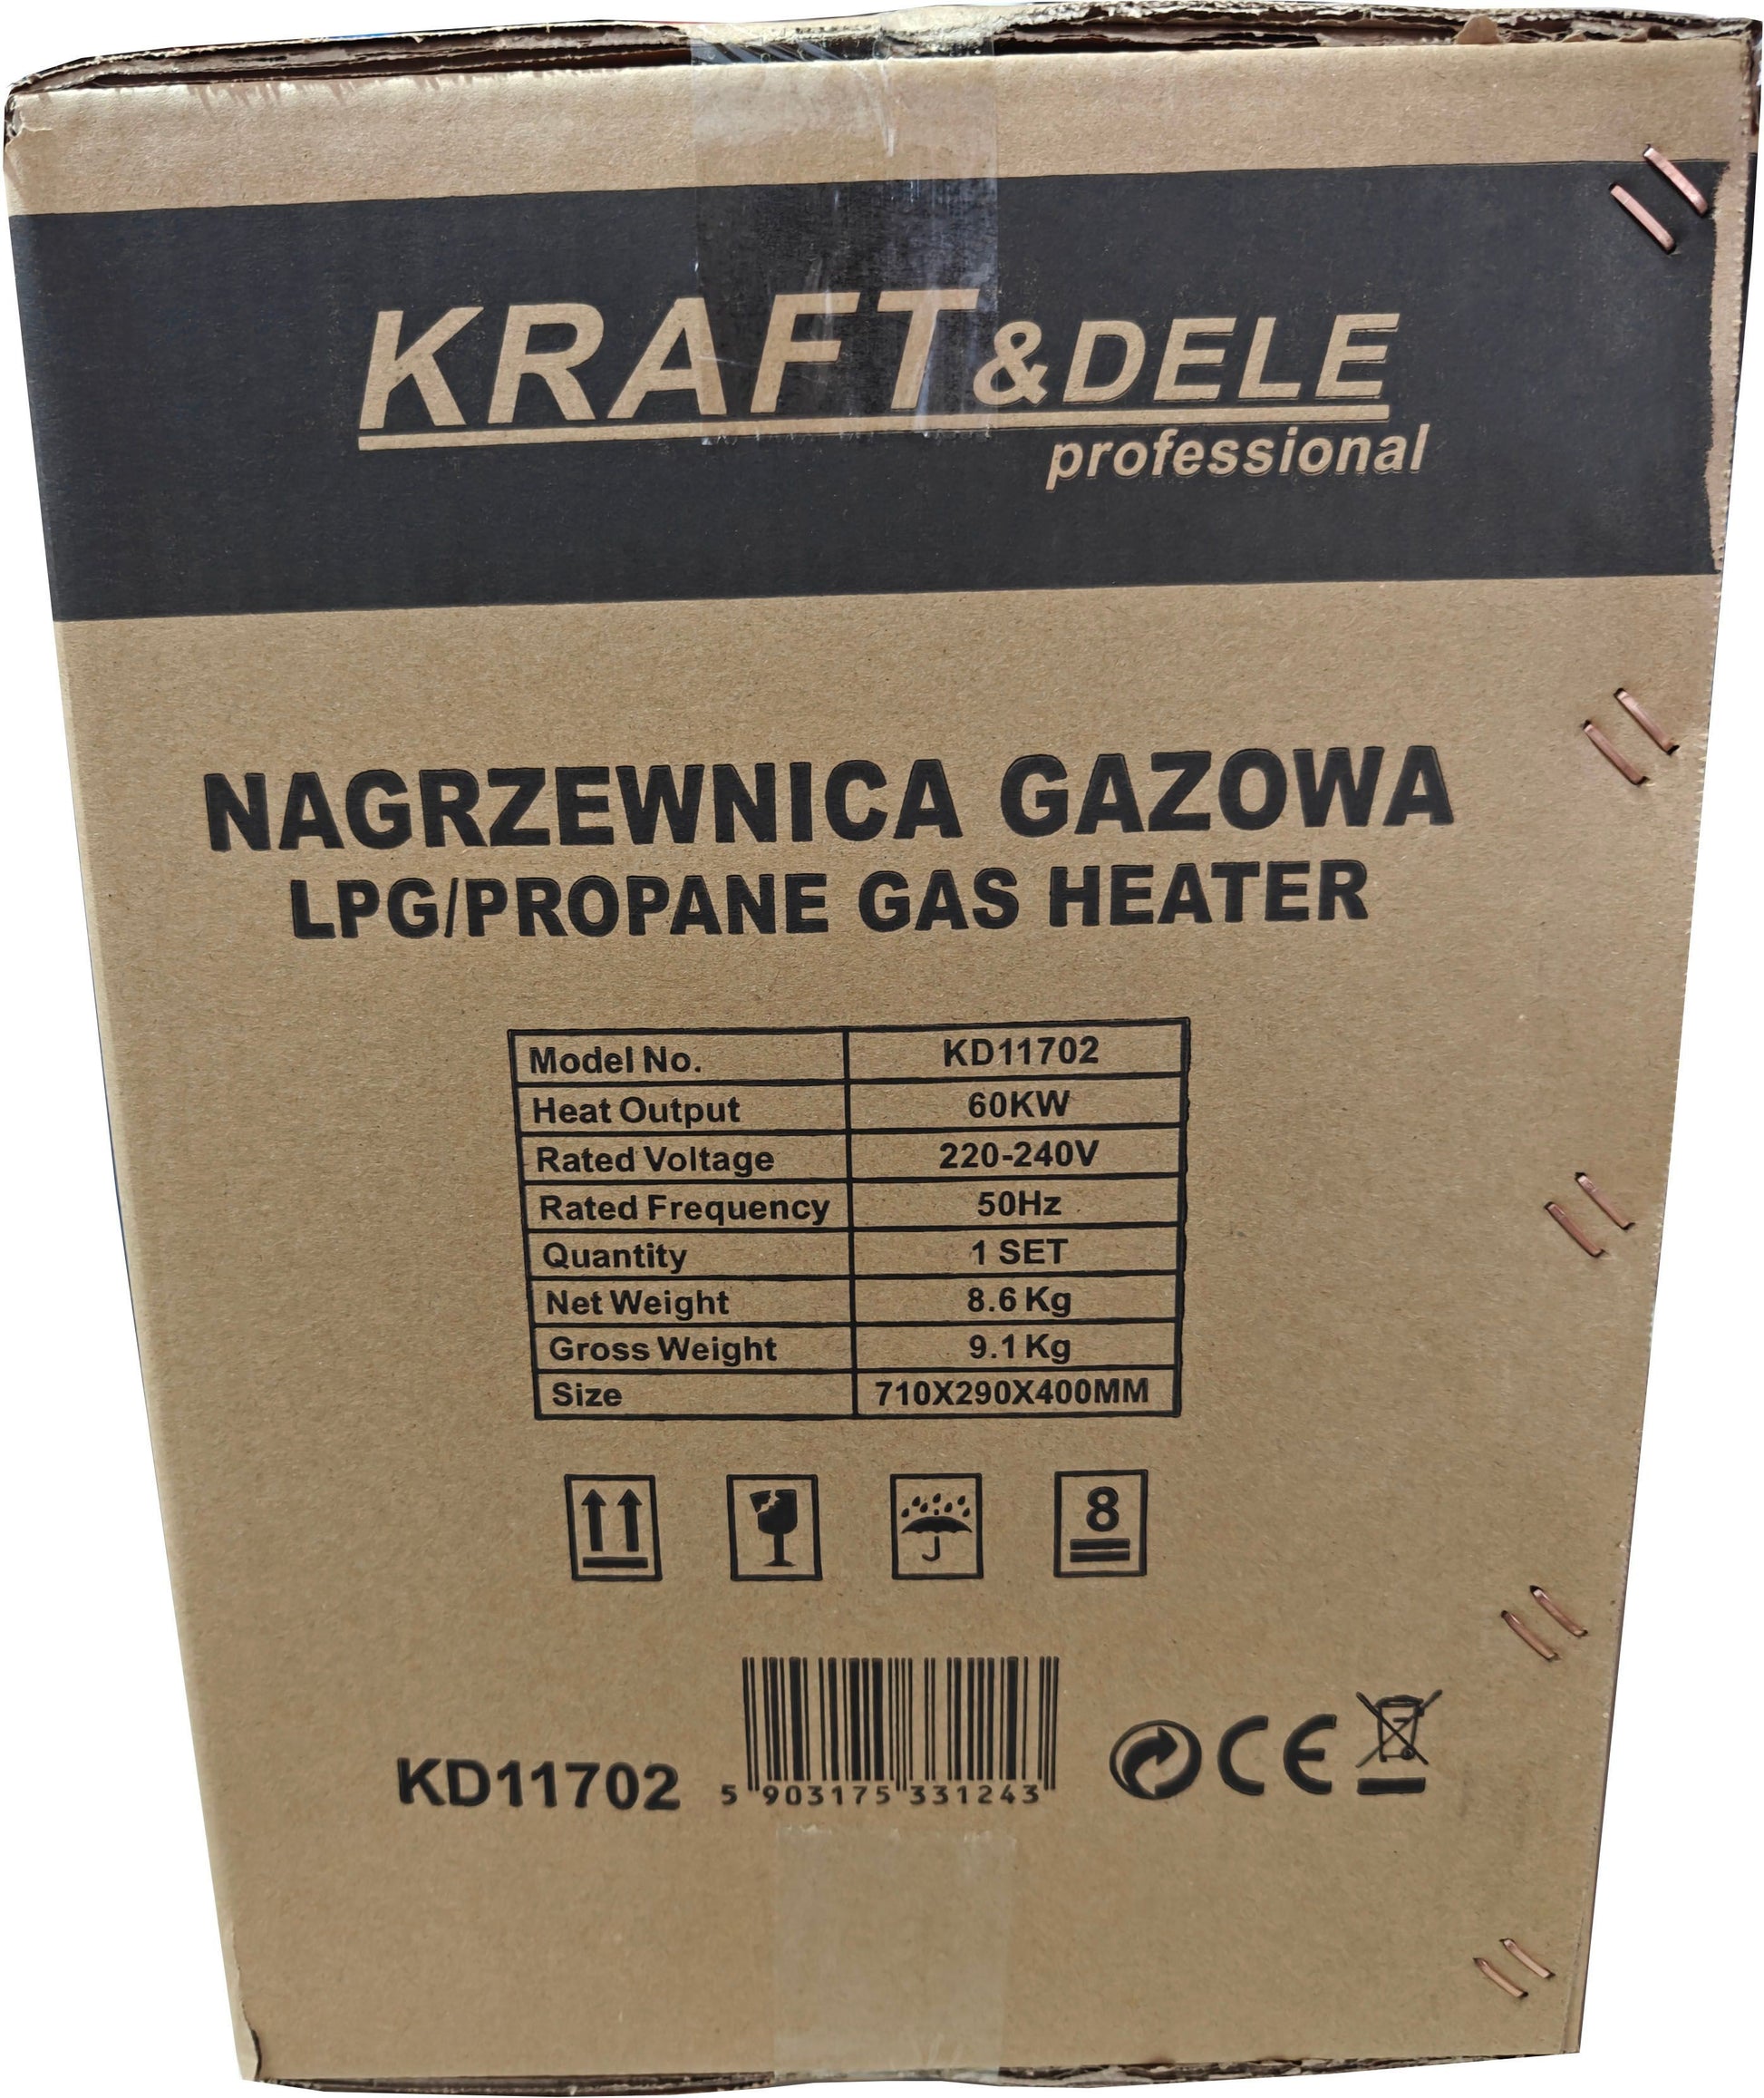 KRAFT&DELE
professional
NAGRZEWNICA GAZOWA
LPG/PROPANE GAS HEATER
Model No. KD11702
Heat Output 60KW
Rated Voltage 220-240V
Rated Frequency 50Hz
Quantity 1 SET
Net Weight 8.6 Kg
Gross Weight 9.1 Kg
Size 710X290X400MM
8
KD11702
5 903175 331243
CE